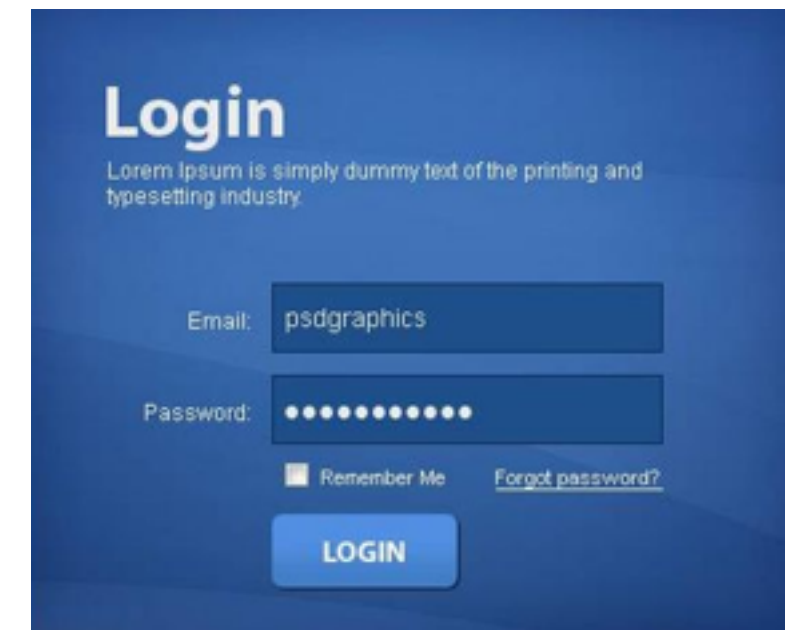 Login
Lorem Ipsum is simply dummy text of the printing and
typesetting industry.
Email: psdgraphics
Password: ●●●●●●●●●●●
Remember Me Forgot password?
LOGIN